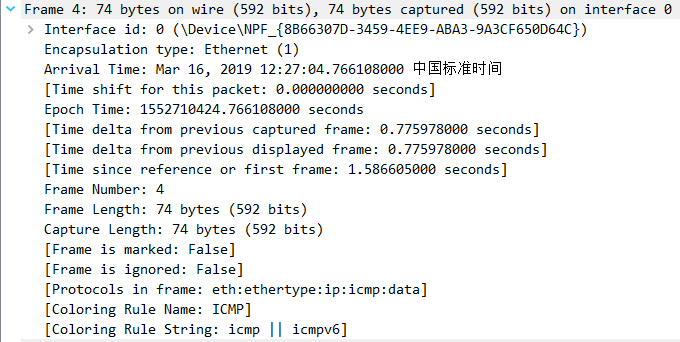 Frame 4: 74 bytes on wire (592 bits), 74 bytes captured (592 bits) on interface 0
Interface id: 0 (\Device\NPF_{8B66307D-3459-4EE9-ABA3-9A3CF650D64C})
Encapsulation type: Ethernet (1)
Arrival Time: Mar 16, 2019 12:27:04.766108000 中国标准时间
[Time shift for this packet: 0.000000000 seconds]
Epoch Time: 1552710424.766108000 seconds
[Time delta from previous captured frame: 0.775978000 seconds]
[Time delta from previous displayed frame: 0.775978000 seconds]
[Time since reference or first frame: 1.586605000 seconds]
Frame Number: 4
Frame Length: 74 bytes (592 bits)
Capture Length: 74 bytes (592 bits)
[Frame is marked: False]
[Frame is ignored: False]
[Protocols in frame: eth:ethertype:ip:icmp:data]
[Coloring Rule Name: ICMP]
[Coloring Rule String: icmp || icmpv6]